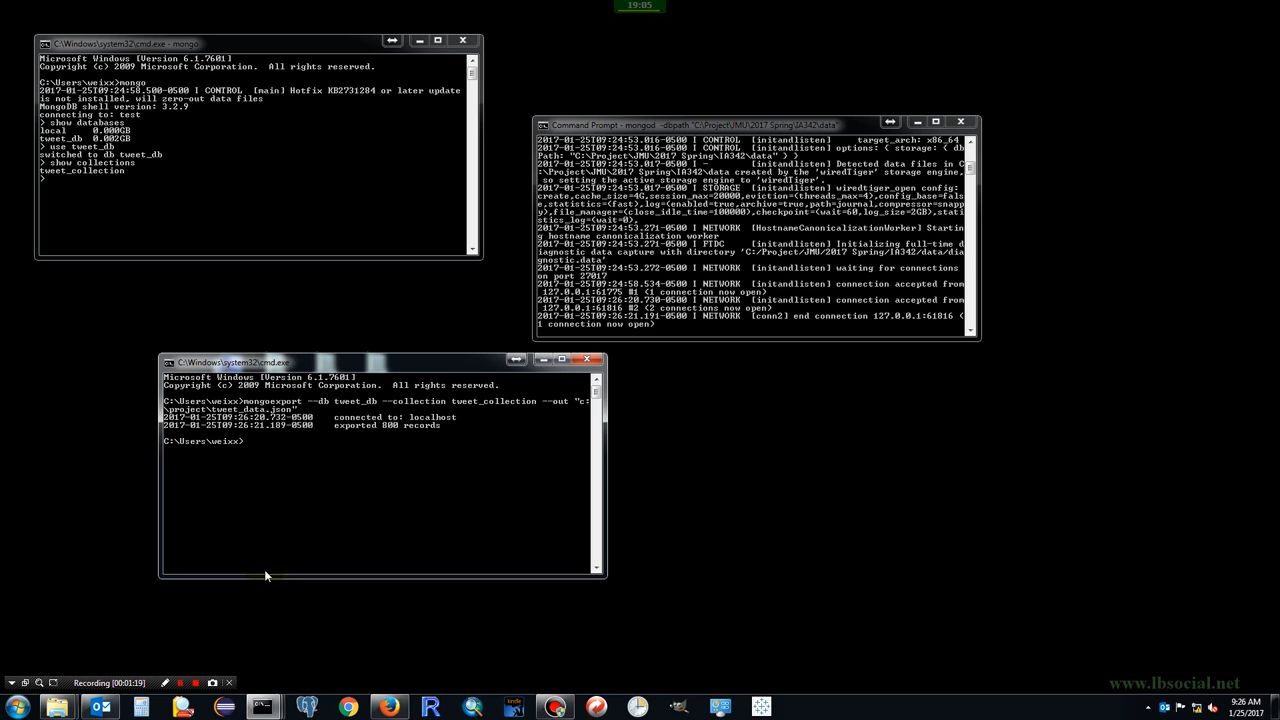 19:05
C:\Windows\system32\cmd.exe - mongo
Microsoft Windows [Version 6.1.7601]
Copyright (c) 2009 Microsoft Corporation.  All rights reserved.
C:\Users\weixx>mongo
2017-01-25T09:24:58.500-0500 I CONTROL  [main] Hotfix KB2731284 or later update
is not installed, will zero-out data files
MongoDB shell version: 3.2.9
connecting to: test
> show databases
local     0.000GB
tweet_db  0.002GB
> use tweet_db
switched to db tweet_db
> show collections
tweet_collection
>
Command Prompt - mongod  -dbpath "C:\Project\JMU\2017 Spring\IA342\data"
2017-01-25T09:24:53.016-0500 I CONTROL  [initandlisten]     target_arch: x86_64
2017-01-25T09:24:53.017-0500 I CONTROL  [initandlisten] options: { storage: { db
Path: "C:\Project\JMU\2017 Spring\IA342\data" } }
2017-01-25T09:24:53.017-0500 I -        [initandlisten] Detected data files in C
:\Project\JMU\2017 Spring\IA342\data created by the 'wiredTiger' storage engine,
so setting the active storage engine to 'wiredTiger'.
2017-01-25T09:24:53.018-0500 I STORAGE  [initandlisten] wiredtiger_open config:
create,cache_size=4G,session_max=20000,eviction=(threads_max=4),config_base=fals
e,statistics=(fast),log=(enabled=true,archive=true,path=journal,compressor=snapp
y),file_manager=(close_idle_time=100000),checkpoint=(wait=60,log_size=2GB),stati
stics_log=(wait=0),
2017-01-25T09:24:53.271-0500 I NETWORK  [HostnameCanonicalizationWorker] Startin
g hostname canonicalization worker
2017-01-25T09:24:53.271-0500 I FTDC     [initandlisten] Initializing full-time d
iagnostic data capture with directory 'C:/Project/JMU/2017 Spring/IA342/data/dia
gnostic.data'
2017-01-25T09:24:53.272-0500 I NETWORK  [initandlisten] waiting for connections
on port 27017
2017-01-25T09:24:58.534-0500 I NETWORK  [initandlisten] connection accepted from
127.0.0.1:61775 #1 (1 connection now open)
2017-01-25T09:26:20.730-0500 I NETWORK  [initandlisten] connection accepted from
127.0.0.1:61816 #2 (2 connections now open)
2017-01-25T09:26:21.191-0500 I NETWORK  [conn2] end connection 127.0.0.1:61816 (
1 connection now open)
C:\Windows\system32\cmd.exe
Microsoft Windows [Version 6.1.7601]
Copyright (c) 2009 Microsoft Corporation.  All rights reserved.
C:\Users\weixx>mongoexport --db tweet_db --collection tweet_collection --out "c:
\project\tweet_data.json"
2017-01-25T09:26:20.732-0500    connected to: localhost
2017-01-25T09:26:21.189-0500    exported 800 records
C:\Users\weixx>
Recording [00:01:19]
www.lbsocial.net
kindle
9:26 AM
1/25/2017